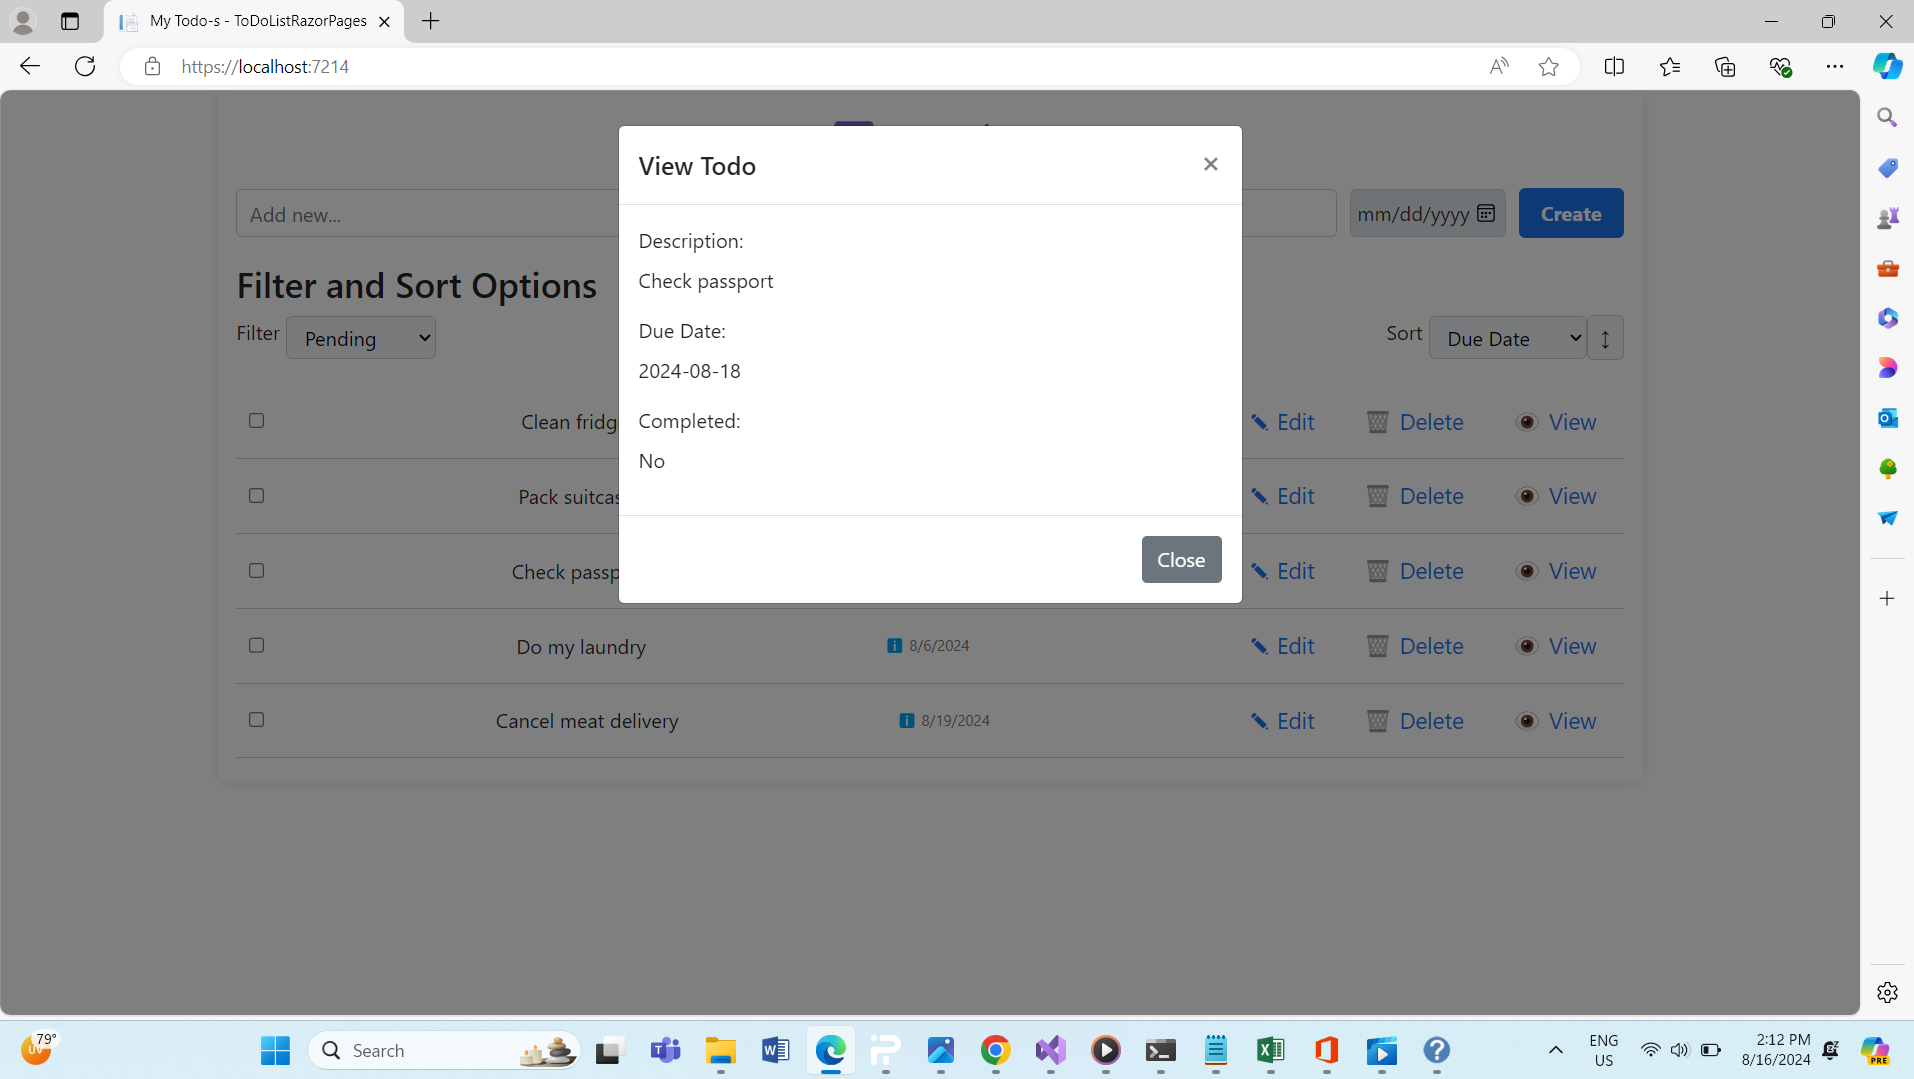 My Todo-s - ToDoListRazorPages
https://localhost:7214
View Todo
Add new...
mm/dd/yyyy
Create
Description:
Check passport
Filter and Sort Options
Due Date:
Filter
Pending
Sort
Due Date
2024-08-18
Completed:
No
Clean fridg
Edit
Delete
View
Pack suitcas
Edit
Delete
View
Check passp
Edit
Delete
View
Close
Do my laundry
8/6/2024
Edit
Delete
View
Cancel meat delivery
8/19/2024
Edit
Delete
View
79°
UV
Search
ENG
US
2:12 PM
8/16/2024
PRE